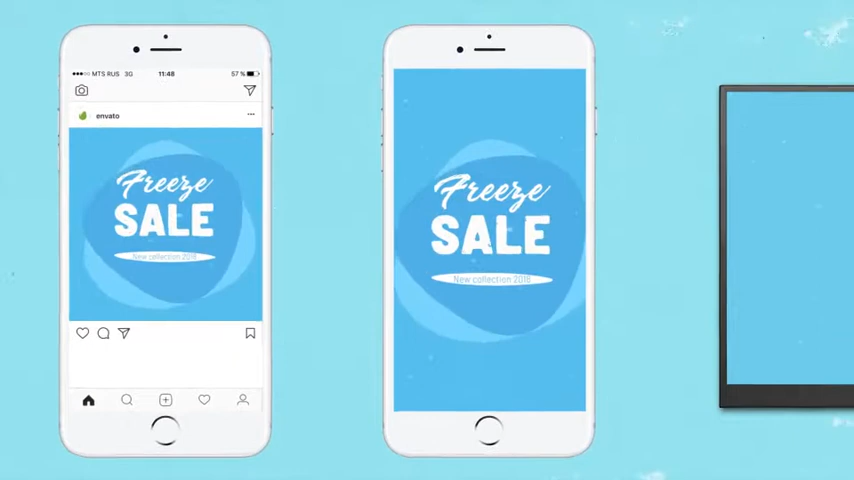 MTS RUS 3G 11:48 57 %
envato
Freeze
SALE
New collection 2018
Freeze
SALE
New collection 2018